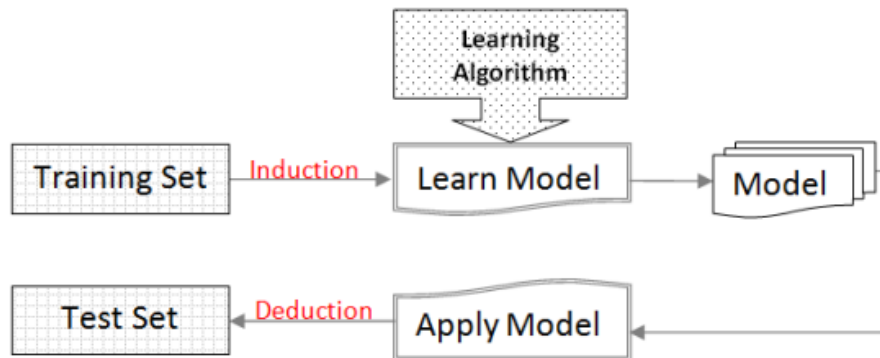 Learning
Algorithm
Training Set
Induction
Learn Model
Model
Test Set
Deduction
Apply Model